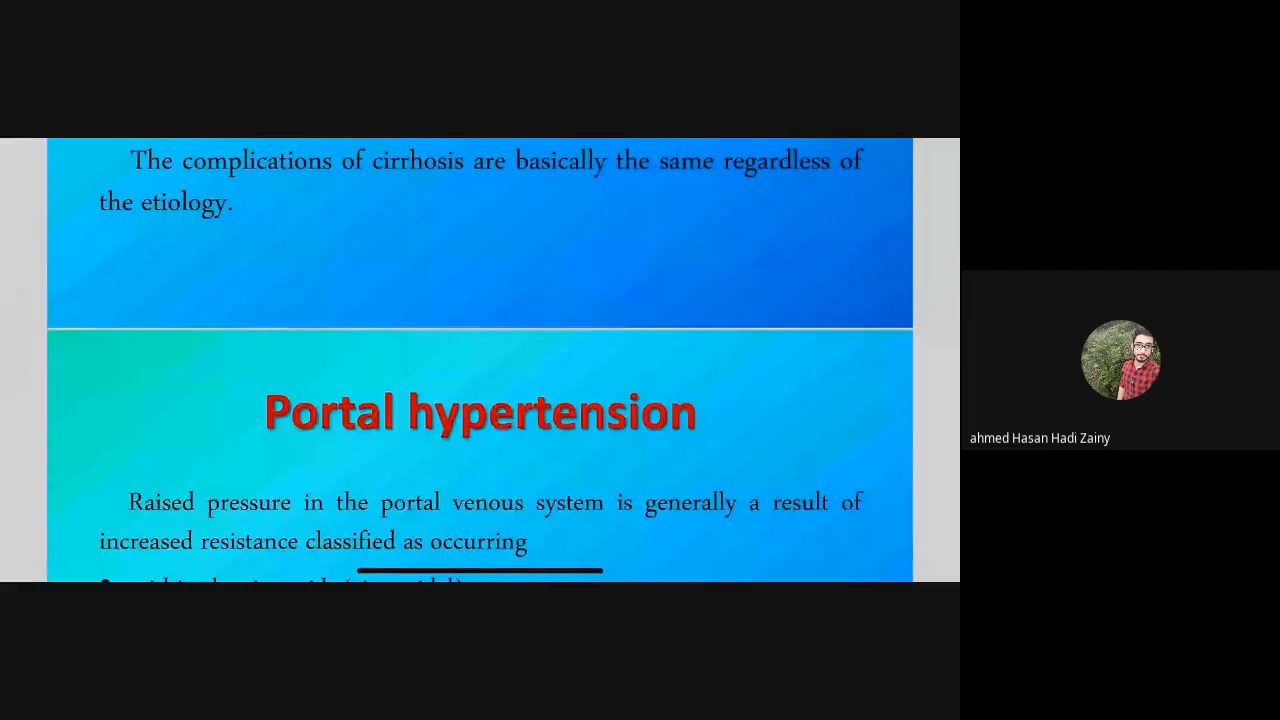 The complications of cirrhosis are basically the same regardless of
the etiology.
Portal hypertension
Raised pressure in the portal venous system is generally a result of
increased resistance classified as occurring
ahmed Hasan Hadi Zainy